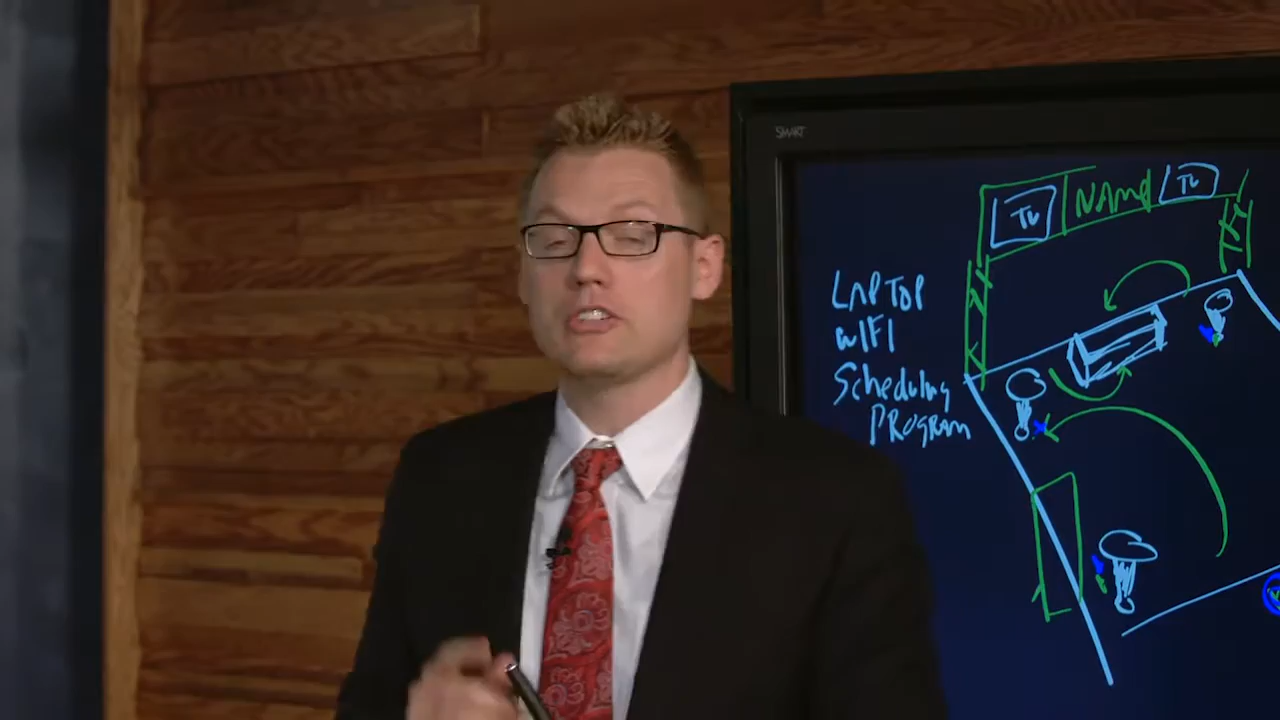 SMART
TV NAME TV
LAPTOP
WIFI
Scheduling
PROGRAM